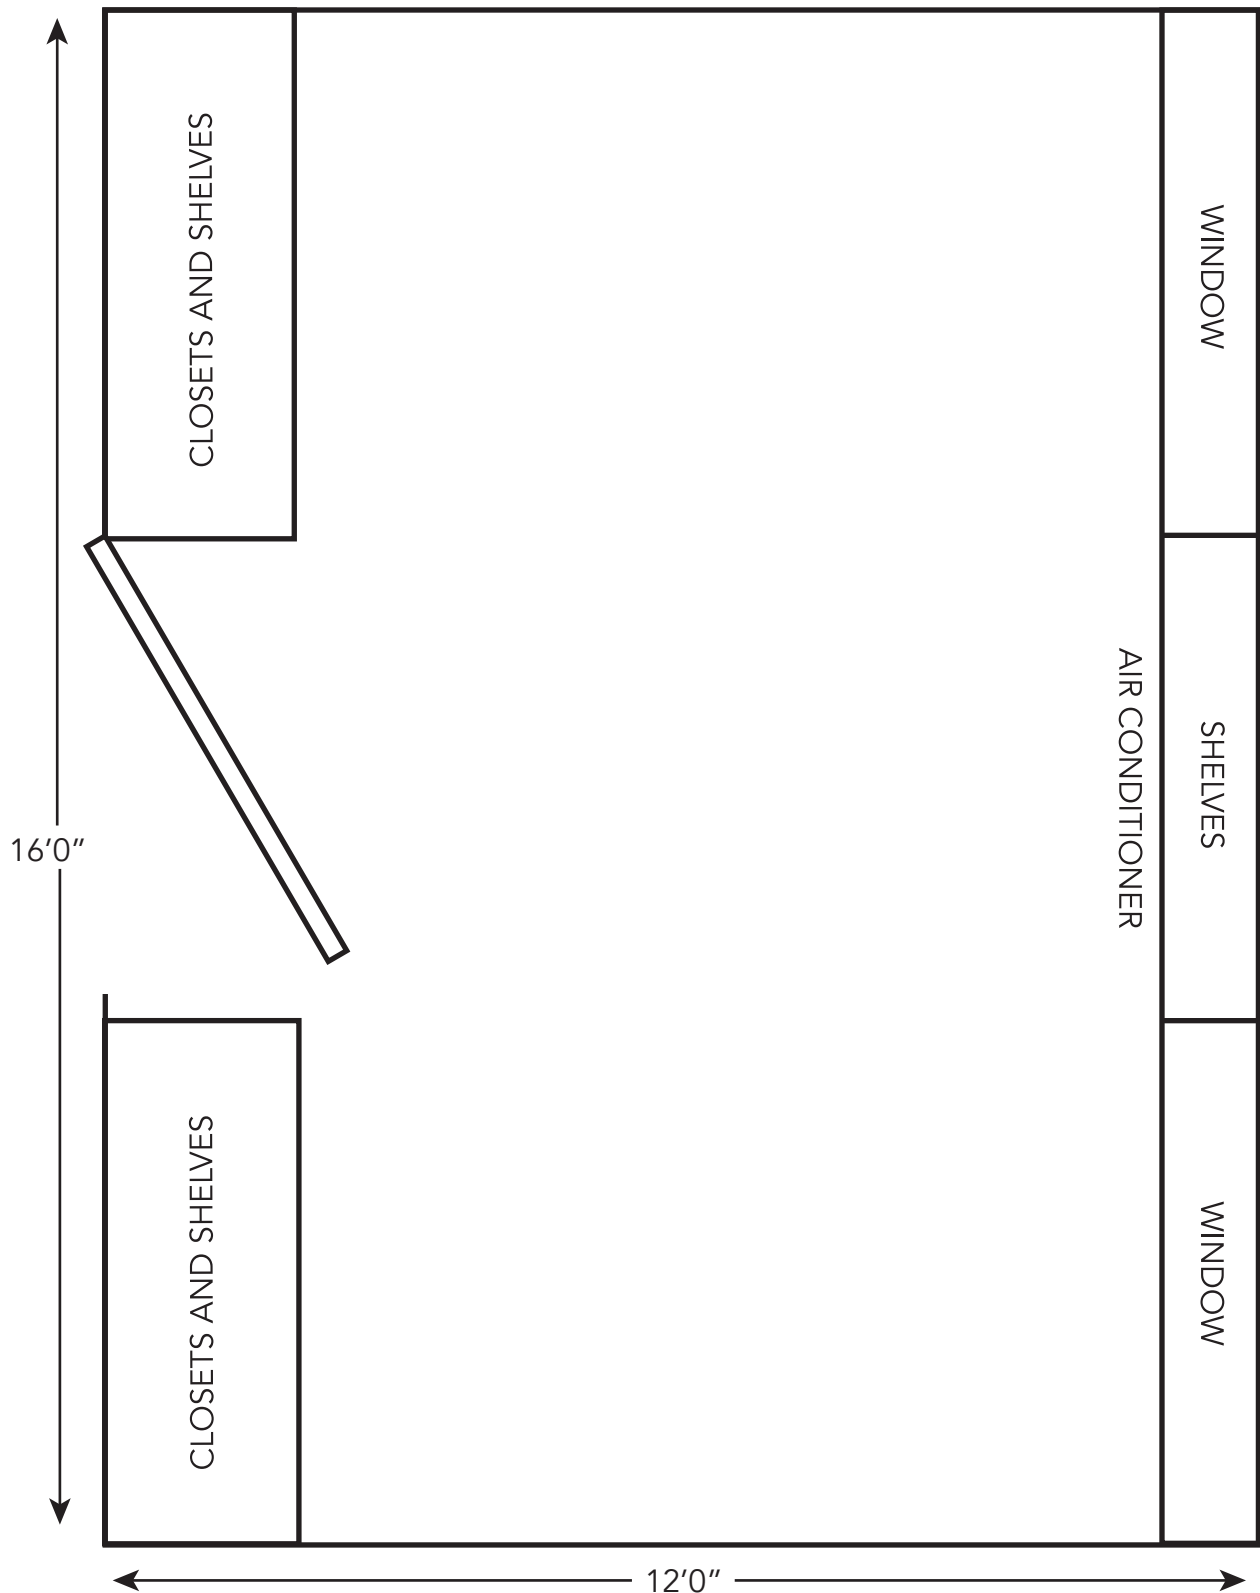 CLOSETS AND SHELVES
WINDOW
AIR CONDITIONER
SHELVES
16’0”
CLOSETS AND SHELVES
WINDOW
12’0”